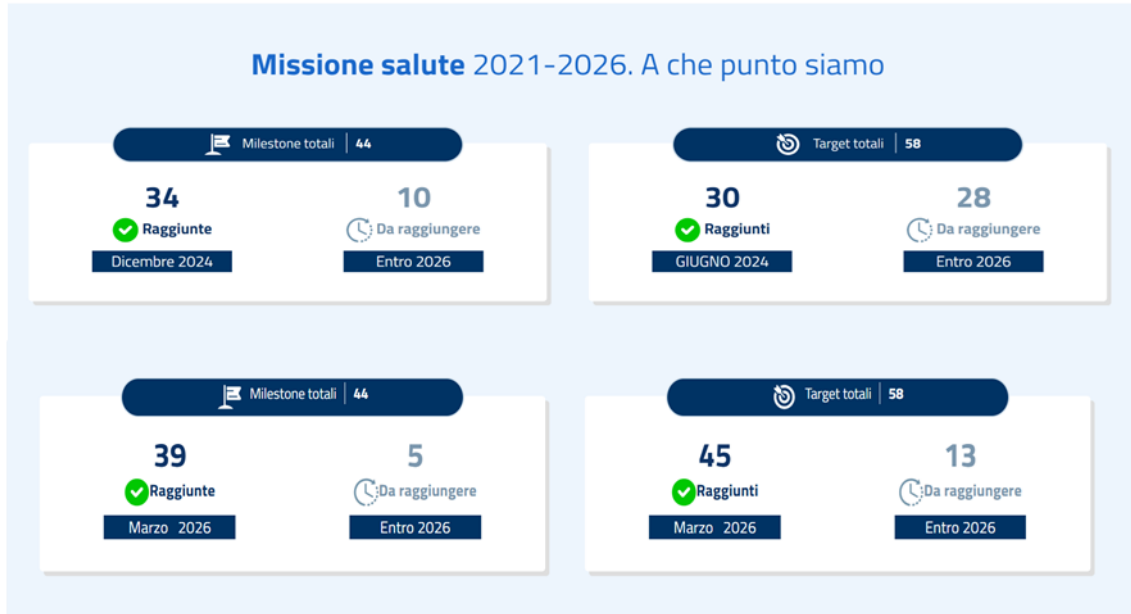 Missione salute 2021-2026. A che punto siamo
Milestone totali | 44
34
Raggiunte
Dicembre 2024
10
Da raggiungere
Entro 2026
Target totali | 58
30
Raggiunti
GIUGNO 2024
28
Da raggiungere
Entro 2026
Milestone totali | 44
39
Raggiunte
Marzo 2026
5
Da raggiungere
Entro 2026
Target totali | 58
45
Raggiunti
Marzo 2026
13
Da raggiungere
Entro 2026